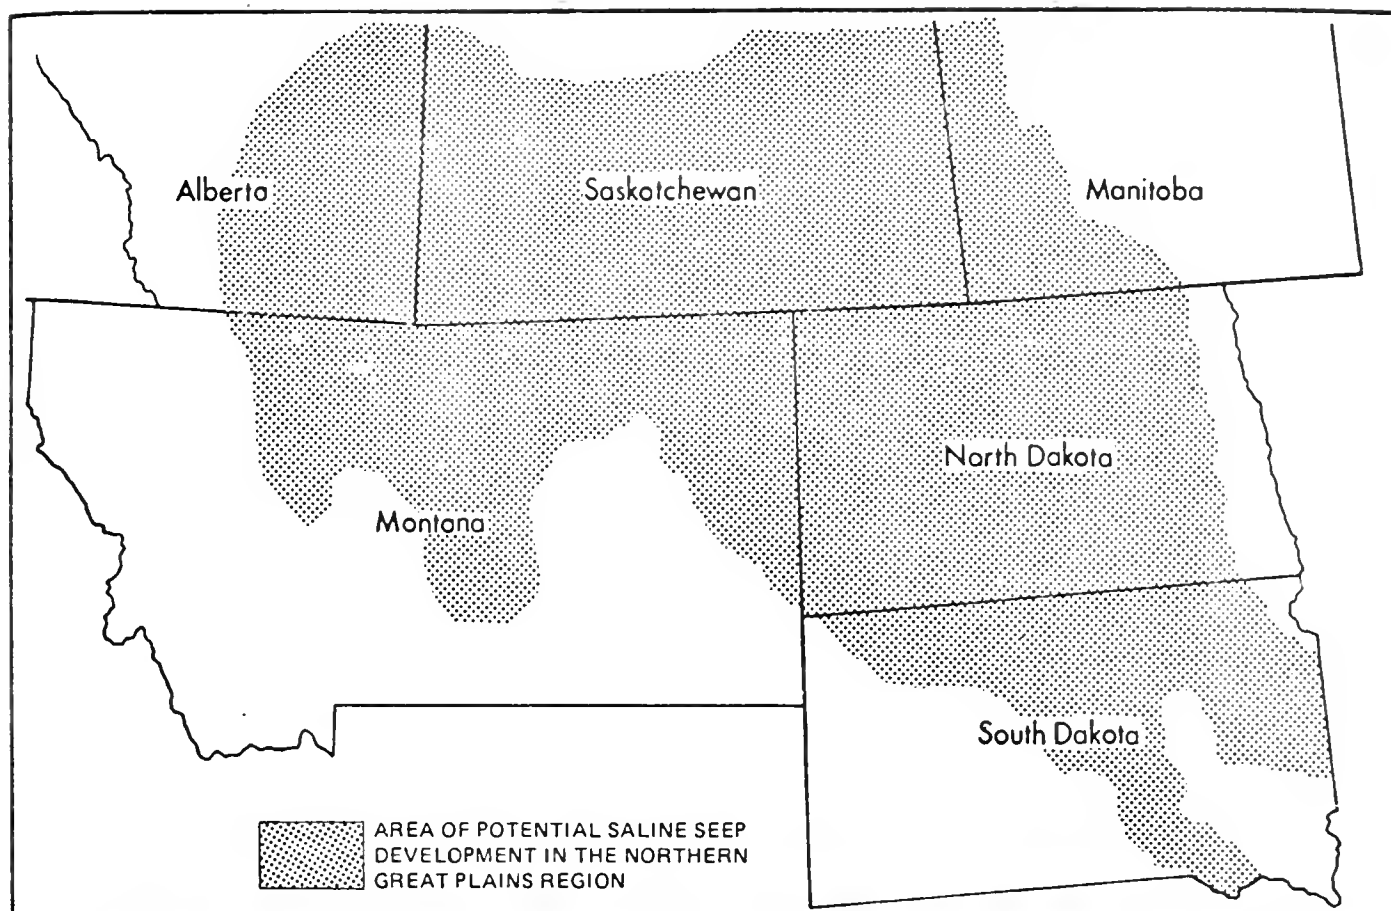 Alberta
Saskatchewan
Manitoba
North Dakota
Montana
South Dakota
AREA OF POTENTIAL SALINE SEEP
DEVELOPMENT IN THE NORTHERN
GREAT PLAINS REGION